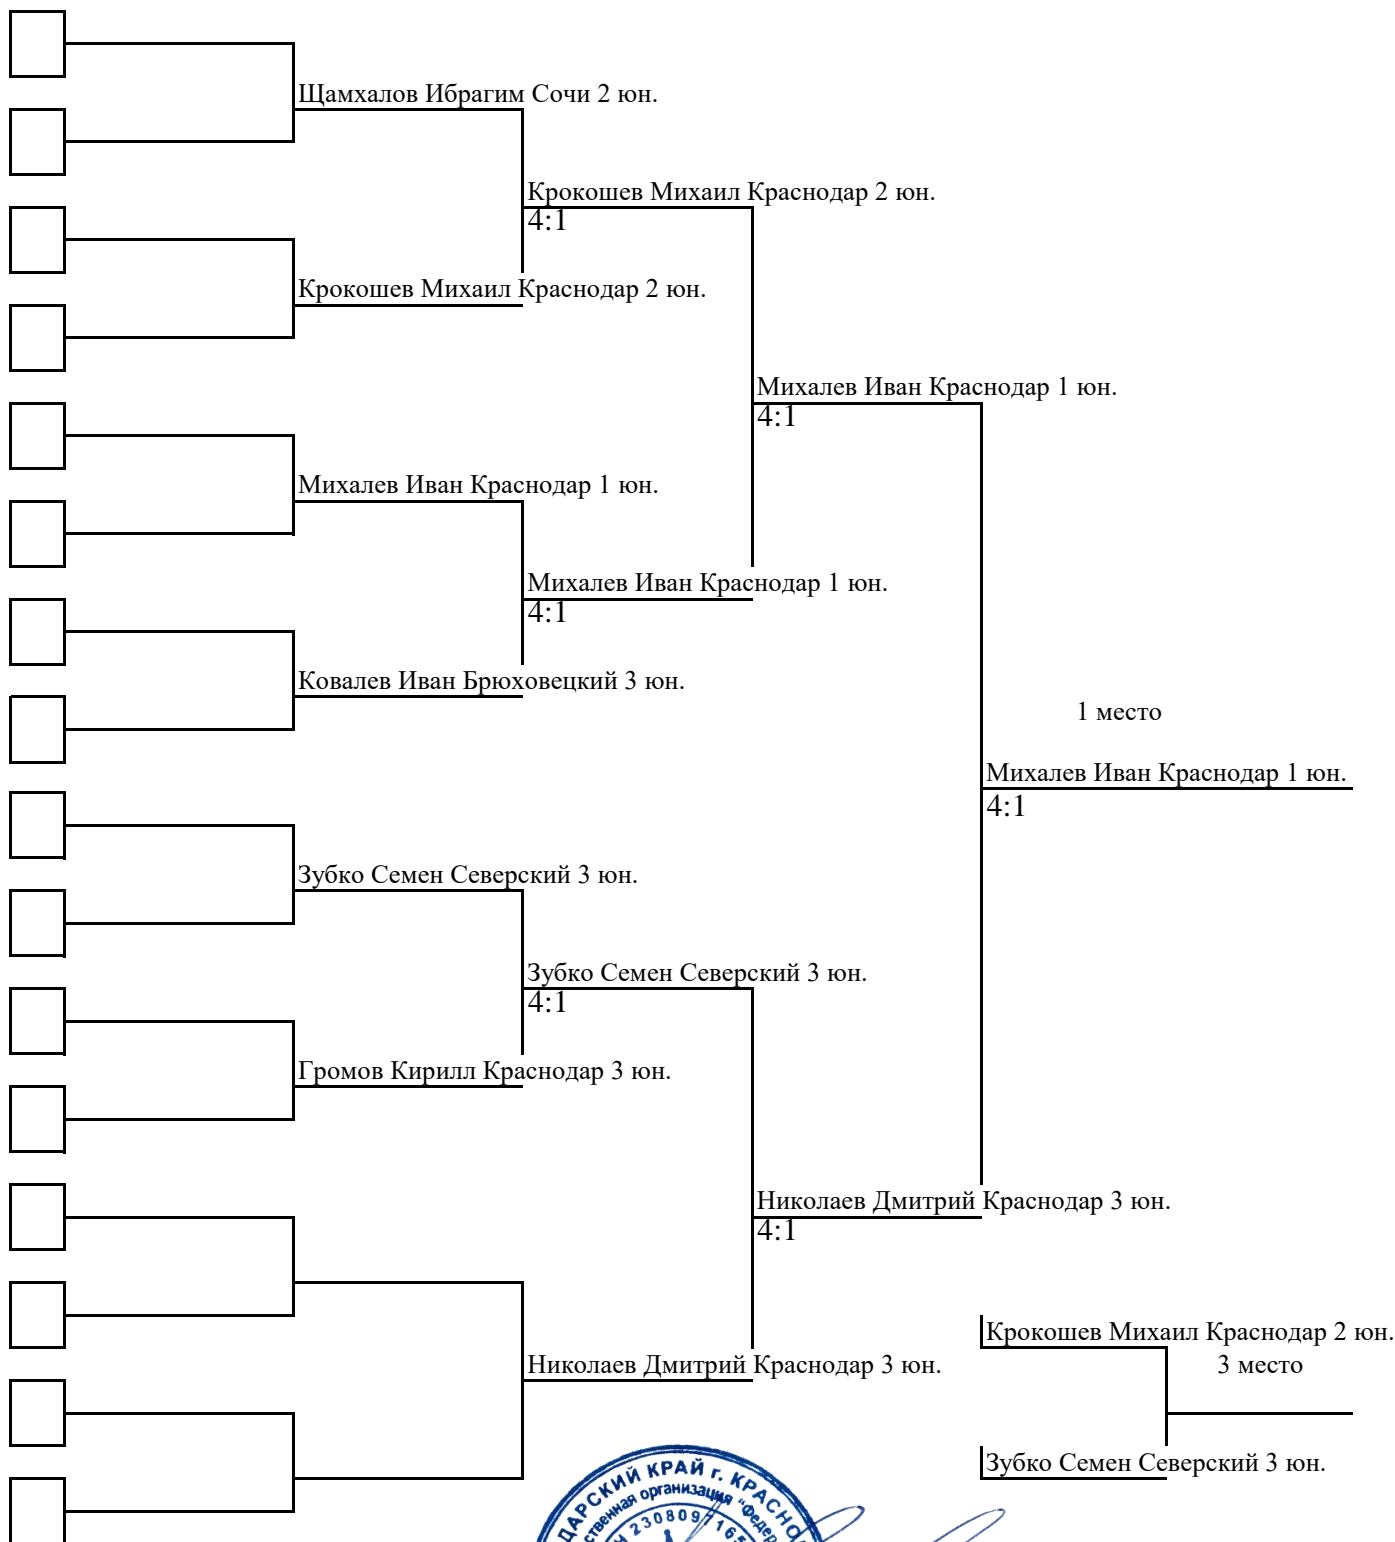 Щамхалов Ибрагим Сочи 2 юн.
Крокошев Михаил Краснодар 2 юн.
4:1
Крокошев Михаил Краснодар 2 юн.
Михалев Иван Краснодар 1 юн.
4:1
Михалев Иван Краснодар 1 юн.
Михалев Иван Краснодар 1 юн.
4:1
Ковалев Иван Брюховецкий 3 юн.
1 место
Михалев Иван Краснодар 1 юн.
4:1
Зубко Семен Северский 3 юн.
Зубко Семен Северский 3 юн.
4:1
Громов Кирилл Краснодар 3 юн.
Николаев Дмитрий Краснодар 3 юн.
4:1
Крокошев Михаил Краснодар 2 юн.
Николаев Дмитрий Краснодар 3 юн.
3 место
Зубко Семен Северский 3 юн.
КРАЙ г.
организация